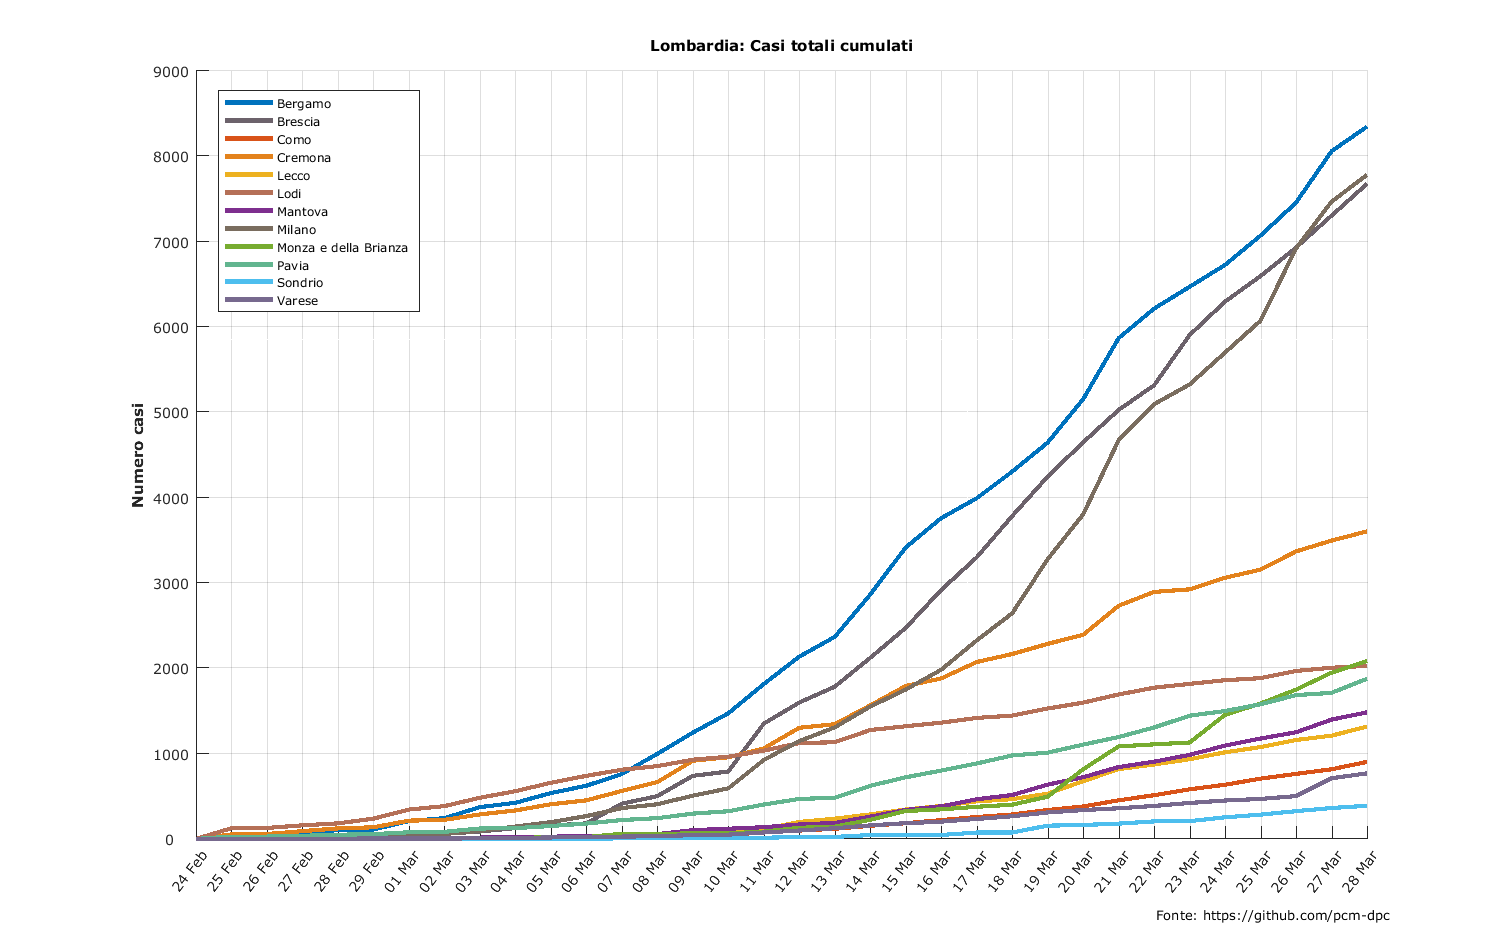 Lombardia: Casi totali cumulati
9000
8000
7000
6000
5000
4000
3000
2000
1000
0
Numero casi
Bergamo
Brescia
Como
Cremona
Lecco
Lodi
Mantova
Milano
Monza e della Brianza
Pavia
Sondrio
Varese
24 Feb
25 Feb
26 Feb
27 Feb
28 Feb
29 Feb
01 Mar
02 Mar
03 Mar
04 Mar
05 Mar
06 Mar
07 Mar
08 Mar
09 Mar
10 Mar
11 Mar
12 Mar
13 Mar
14 Mar
15 Mar
16 Mar
17 Mar
18 Mar
19 Mar
20 Mar
21 Mar
22 Mar
23 Mar
24 Mar
25 Mar
26 Mar
27 Mar
28 Mar
Fonte: https://github.com/pcm-dpc